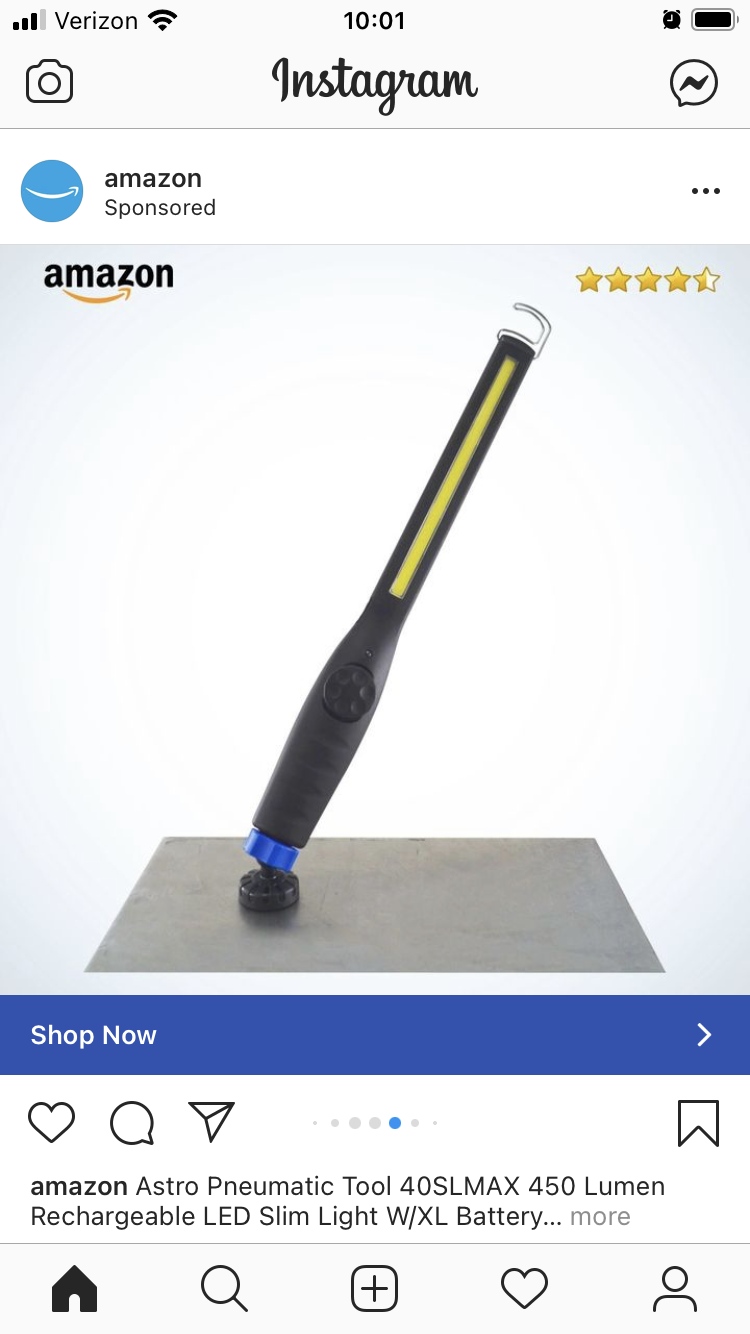 Verizon 10:01
Instagram
amazon
Sponsored
amazon
Shop Now
amazon Astro Pneumatic Tool 40SLMAX 450 Lumen
Rechargeable LED Slim Light W/XL Battery... more